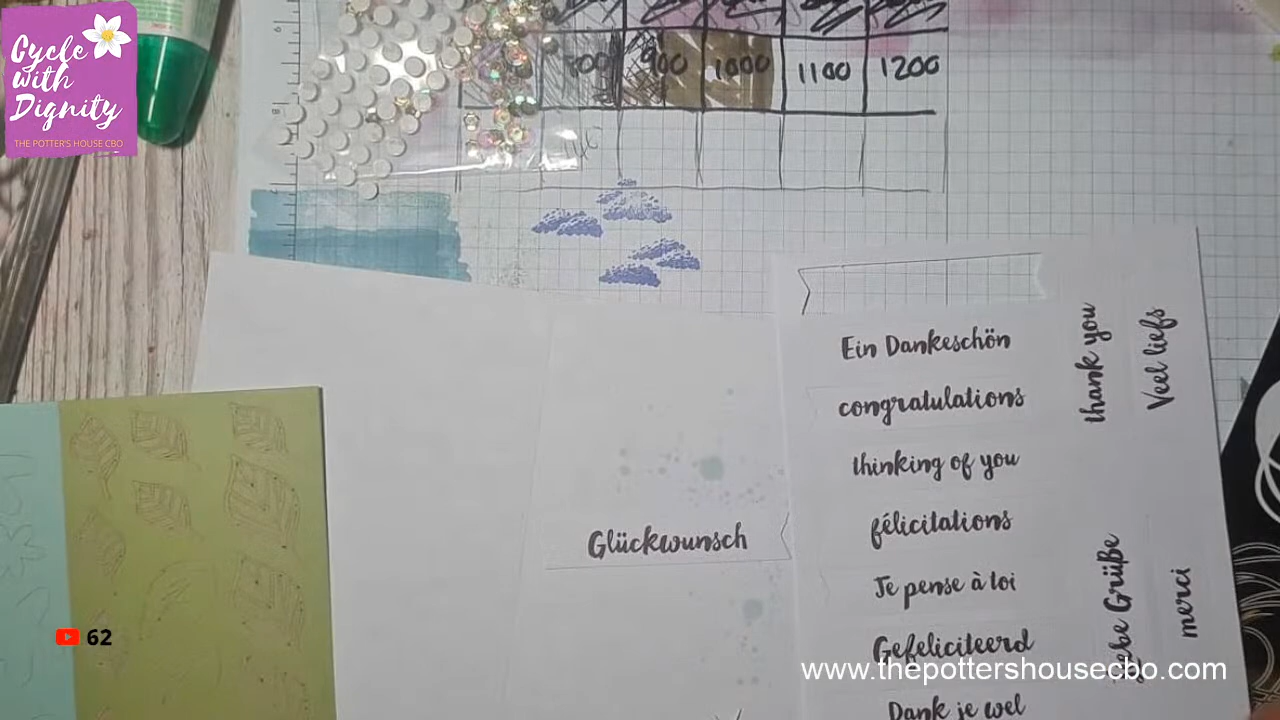 Cycle
with
Dignity
THE POTTER'S HOUSE CBO
900 1000 1100 1200
Ein Dankeschön
congratulations
thinking of you
félicitations
Je pense à toi
Gefeliciteerd
Dank je wel
thank you
Veel liefs
Liebe Grüße
merci
Glückwunsch
62
www.thepottershousecbo.com